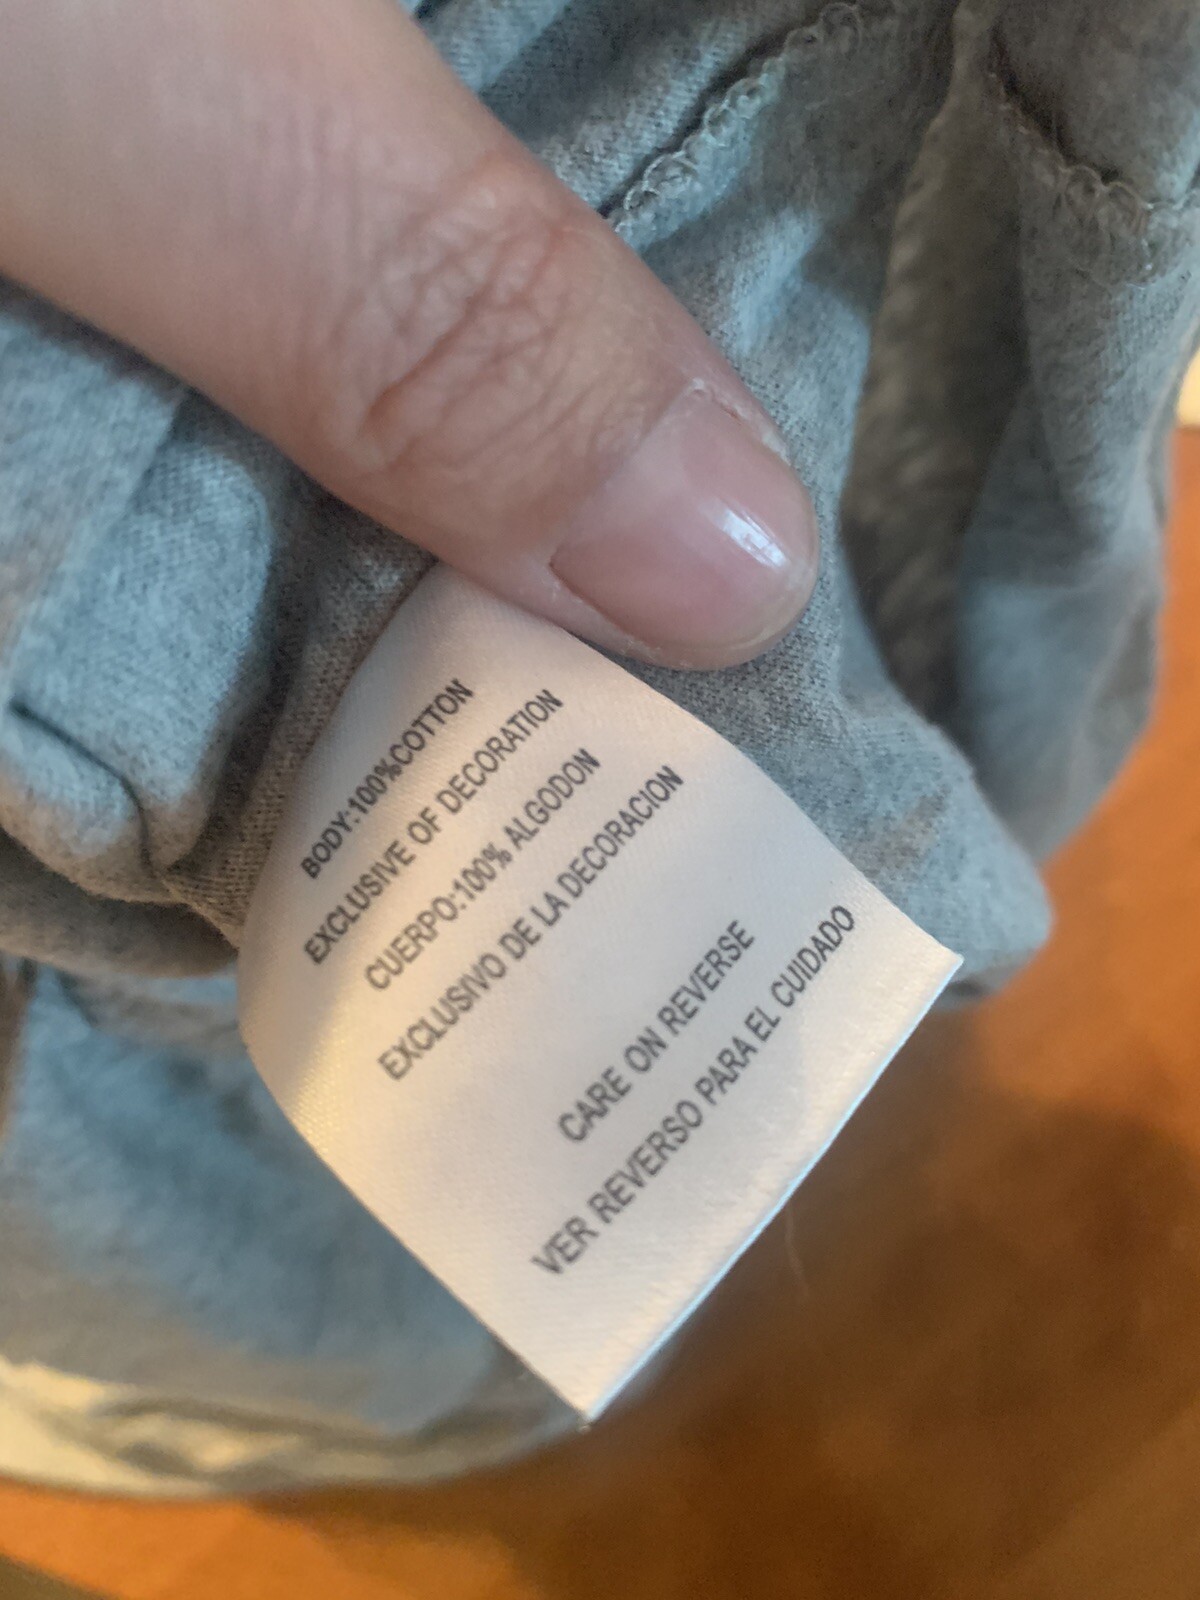 BODY:100%COTTON
EXCLUSIVE OF DECORATION
CUERPO:100% ALGODON
EXCLUSIVO DE LA DECORACION
CARE ON REVERSE
VER REVERSO PARA EL CUIDADO